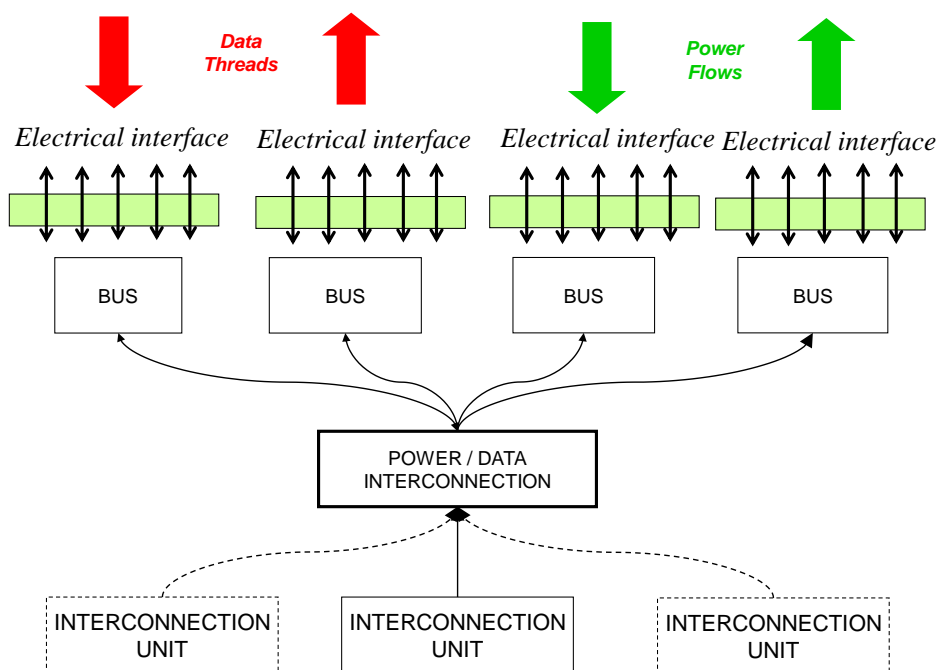 Data
Threads
Power
Flows
Electrical interface
Electrical interface
Electrical interface
Electrical interface
BUS
BUS
BUS
BUS
POWER / DATA
INTERCONNECTION
INTERCONNECTION
UNIT
INTERCONNECTION
UNIT
INTERCONNECTION
UNIT